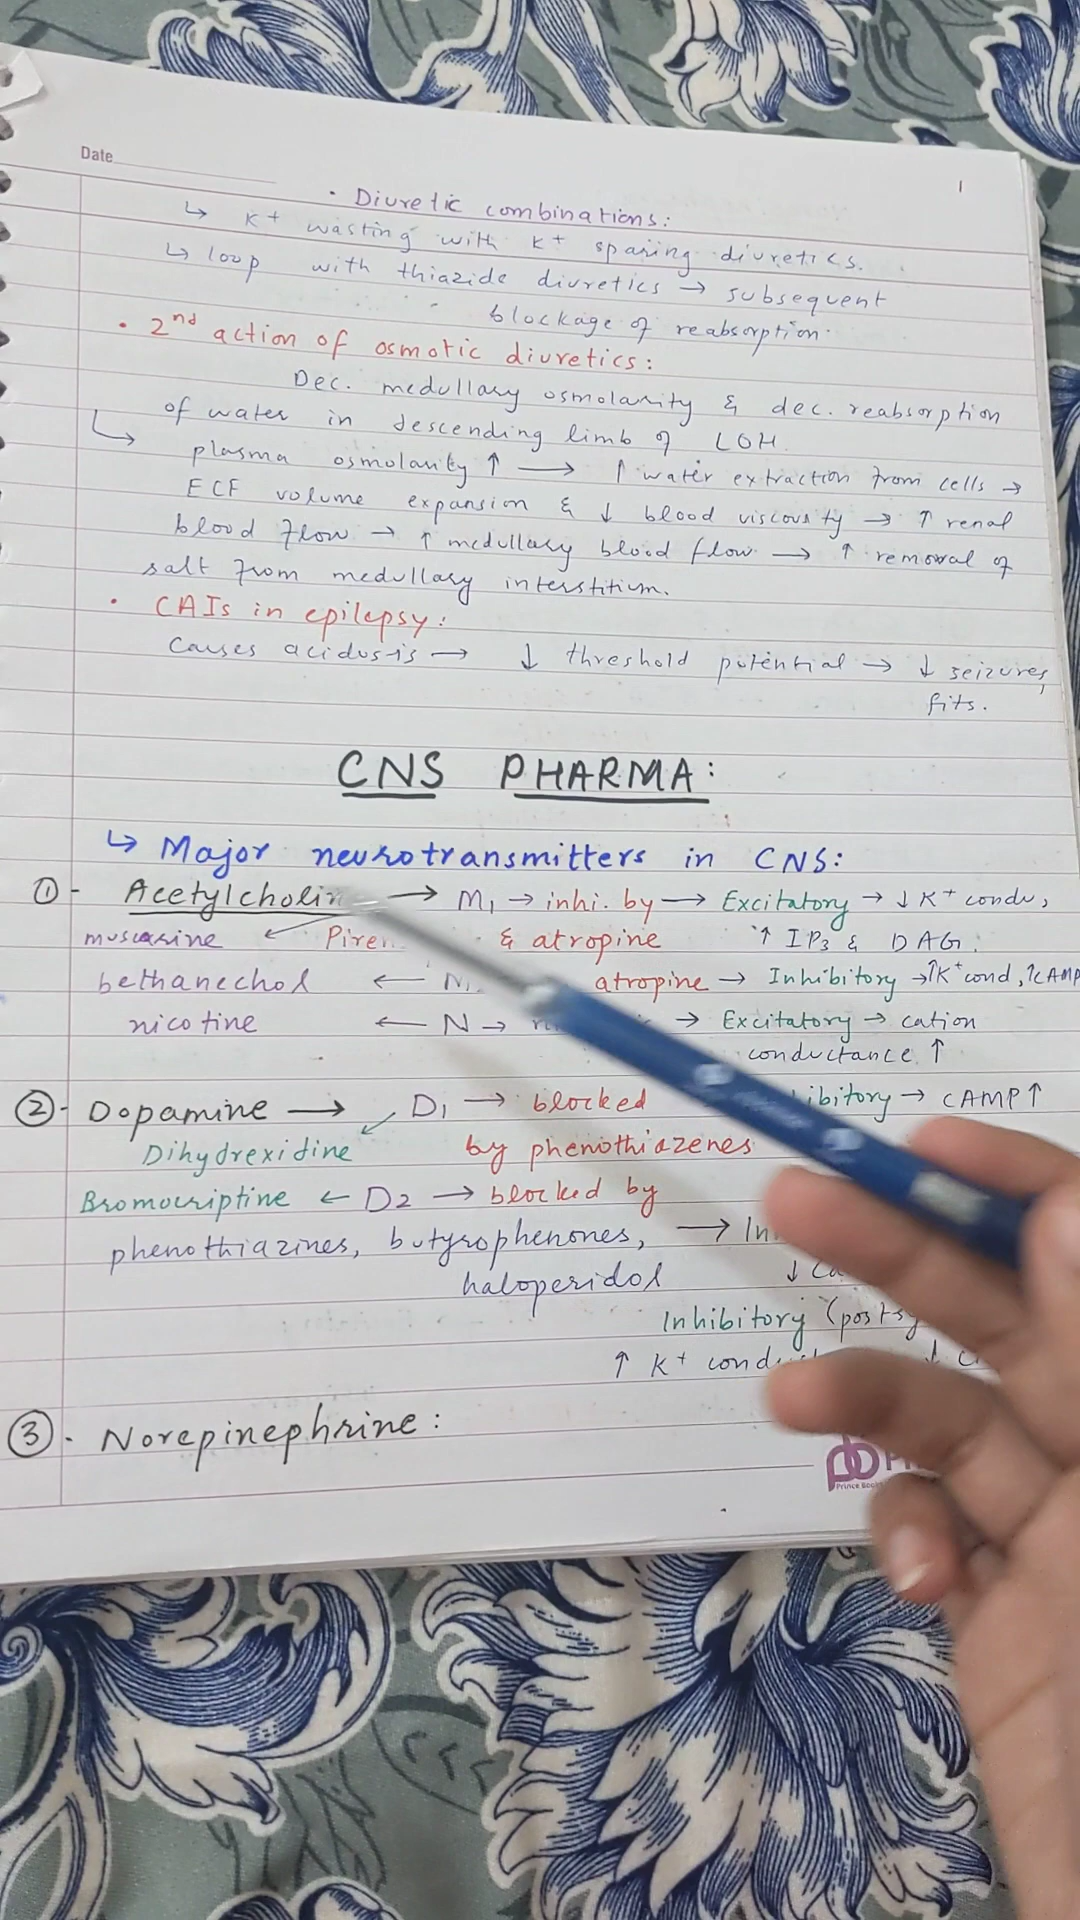 Date
1
· Diuretic combinations:
↳ K+ wasting with K+ sparing diuretics.
↳ loop with thiazide diuretics → subsequent
blockage of reabsorption.
· 2nd action of osmotic diuretics:
Dec. medullary osmolarity & dec. reabsorption
of water in descending limb of LOH.
↳ plasma osmolarity ↑ → ↑ water extraction from cells →
ECF volume expansion & ↓ blood viscousty → ↑ renal
blood flow → ↑ medullary blood flow → ↑ removal of
salt from medullary interstitium.
· CAIs in epilepsy:
Causes acidosis → ↓ threshold potential → ↓ seizures,
fits.
CNS PHARMA:
↳ Major neurotransmitters in CNS:
① - Acetylcholin → M1 → inhi. by → Excitatory → ↓ K+ condu,
muscarine ← & atropine ↑ IP3 & DAG.
bethanechol ← atropine → Inhibitory → ↑K+ cond, ↑CAMP
nicotine ← N → → Excitatory → cation
conductance ↑
② - Dopamine → D1 → blocked → CAMP↑
Dihydrexidine by phenothiazenes
Bromocriptine ← D2 → blocked by
phenothiazines, butyrophenones, →
haloperidol ↓
Inhibitory
↑ K+ ↓
③ · Norepinephrine: